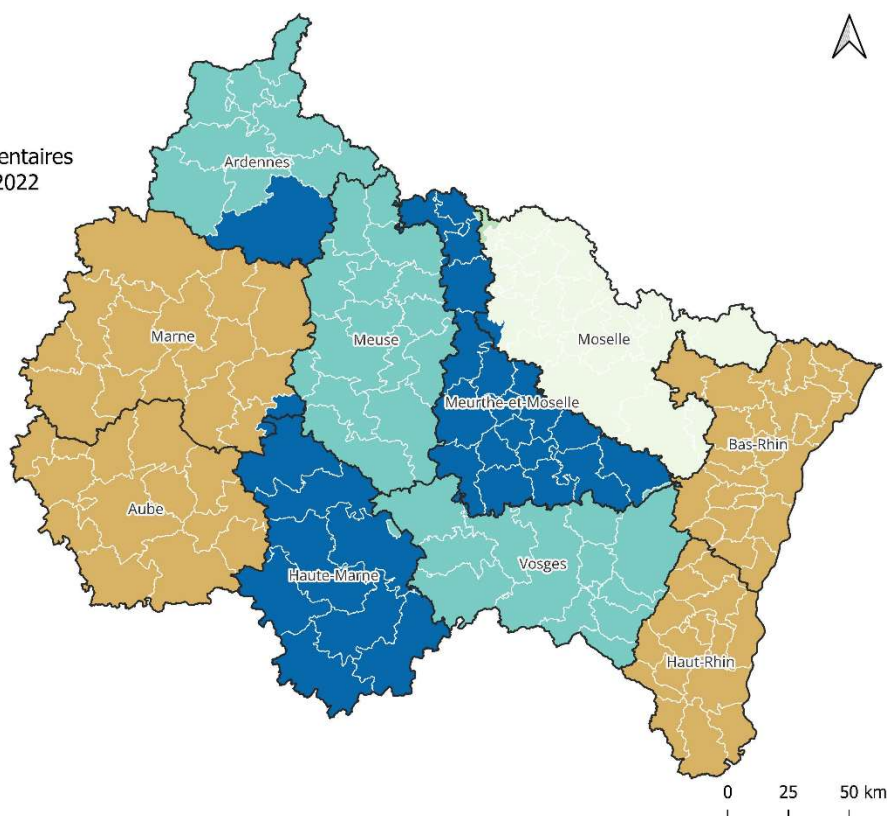 entaires
2022
Ardennes
Marne
Meuse
Moselle
Meurthe-et-Moselle
Bas-Rhin
Aube
Haute-Marne
Vosges
Haut-Rhin
0 25 50 km